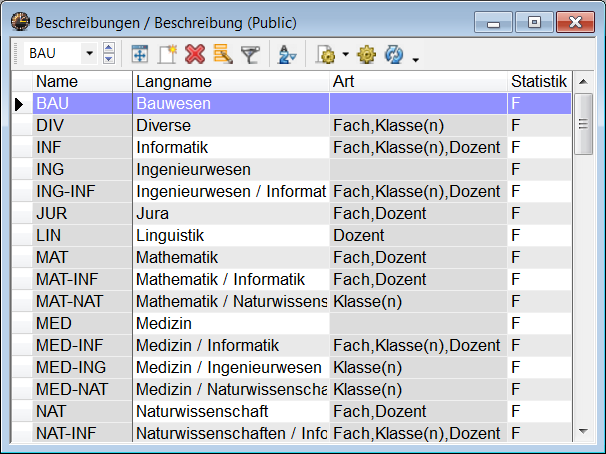 Beschreibungen / Beschreibung (Public)
BAU
Name Langname Art Statistik
BAU Bauwesen F
DIV Diverse Fach,Klasse(n) F
INF Informatik Fach,Klasse(n),Dozent F
ING Ingenieurwesen F
ING-INF Ingenieurwesen / Informat Fach,Klasse(n),Dozent F
JUR Jura Fach,Dozent F
LIN Linguistik Dozent F
MAT Mathematik Fach,Dozent F
MAT-INF Mathematik / Informatik Fach,Dozent F
MAT-NAT Mathematik / Naturwissens Klasse(n) F
MED Medizin F
MED-INF Medizin / Informatik Fach,Klasse(n),Dozent F
MED-ING Medizin / Ingenieurwesen Klasse(n) F
MED-NAT Medizin / Naturwissenscha Klasse(n) F
NAT Naturwissenschaft Fach,Dozent F
NAT-INF Naturwissenschaften / Info Fach,Klasse(n),Dozent F